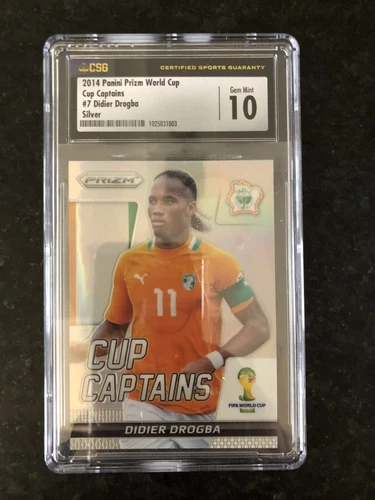 CSG
CERTIFIED SPORTS GUARANTY
2014 Panini Prizm World Cup
Cup Captains
#7 Didier Drogba
Silver
1025031003
Gem Mint
10
PRIZM
11
CUP
CAPTAINS
FIFA WORLD CUP
Brasil
DIDIER DROGBA